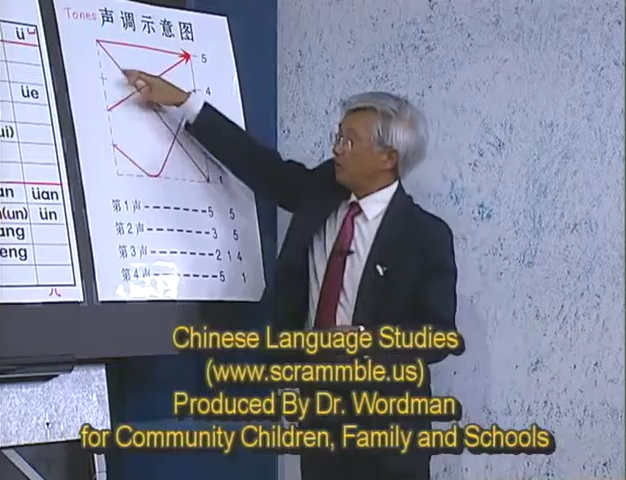 Tones 声调示意图
5
4
1
第1声------5 5
第2声------3 5
第3声------2 1 4
第4声------5 1
ü
üe
ui)
an üan
(un) ün
ang
eng
八
Chinese Language Studies
(www.scrammble.us)
Produced By Dr. Wordman
for Community Children, Family and Schools